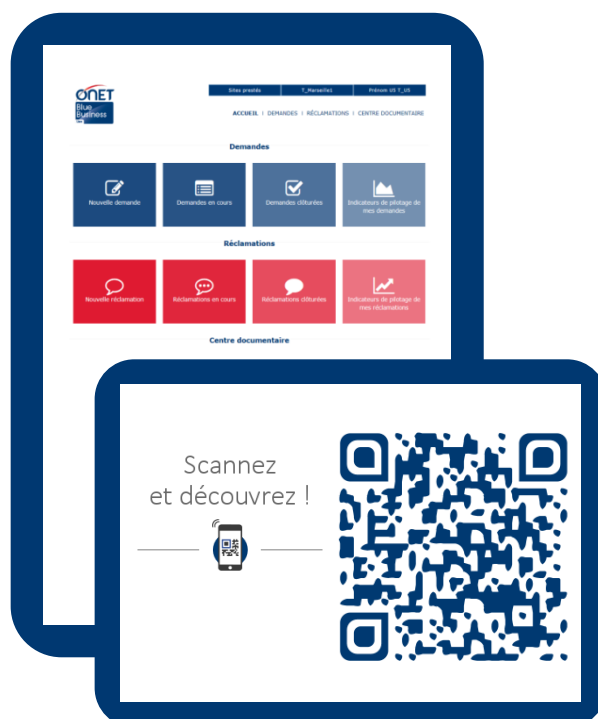 ONET
Blue
Business
Sites prestés T_Marseille1 Prénom US T_US
ACCUEIL | DEMANDES | RÉCLAMATIONS | CENTRE DOCUMENTAIRE
Demandes
Nouvelle demande Demandes en cours Demandes clôturées Indicateurs de pilotage de
mes demandes
Réclamations
Nouvelle réclamation Réclamations en cours Réclamations clôturées Indicateurs de pilotage de
mes réclamations
Centre documentaire
Scannez
et découvrez !